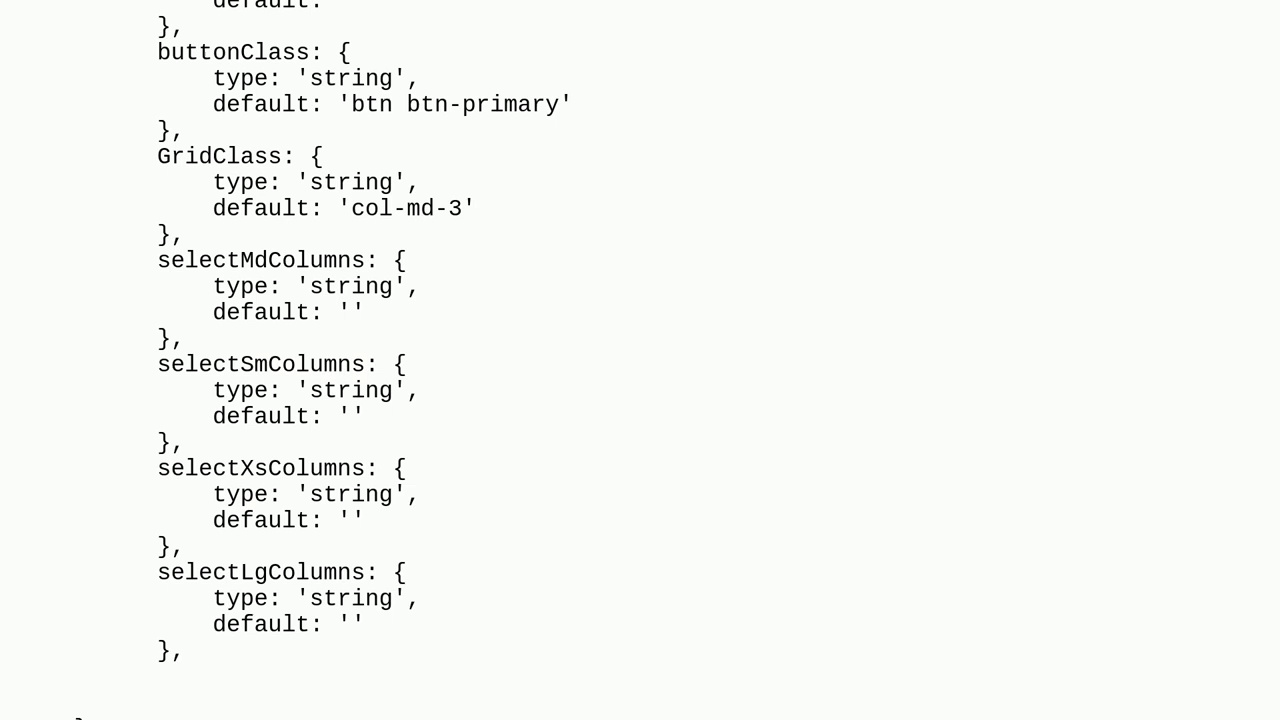 default: ''
},
buttonClass: {
type: 'string',
default: 'btn btn-primary'
},
GridClass: {
type: 'string',
default: 'col-md-3'
},
selectMdColumns: {
type: 'string',
default: ''
},
selectSmColumns: {
type: 'string',
default: ''
},
selectXsColumns: {
type: 'string',
default: ''
},
selectLgColumns: {
type: 'string',
default: ''
},